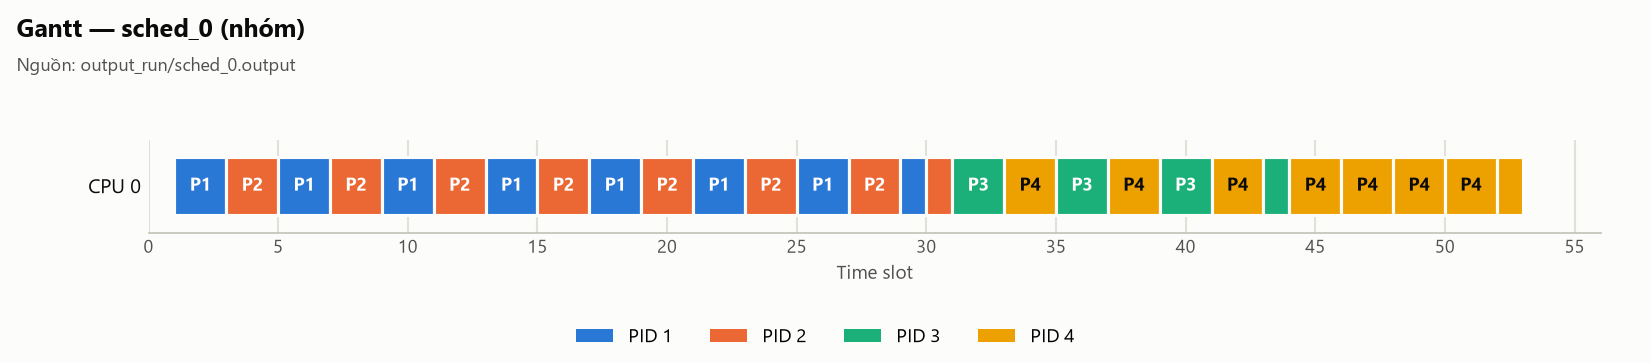 Gantt — sched_0 (nhóm)
Nguồn: output_run/sched_0.output
CPU 0 P1 P2 P1 P2 P1 P2 P1 P2 P1 P2 P1 P2 P1 P2 P3 P4 P3 P4 P3 P4 P4 P4 P4 P4
0 5 10 15 20 25 30 35 40 45 50 55
Time slot
PID 1 PID 2 PID 3 PID 4